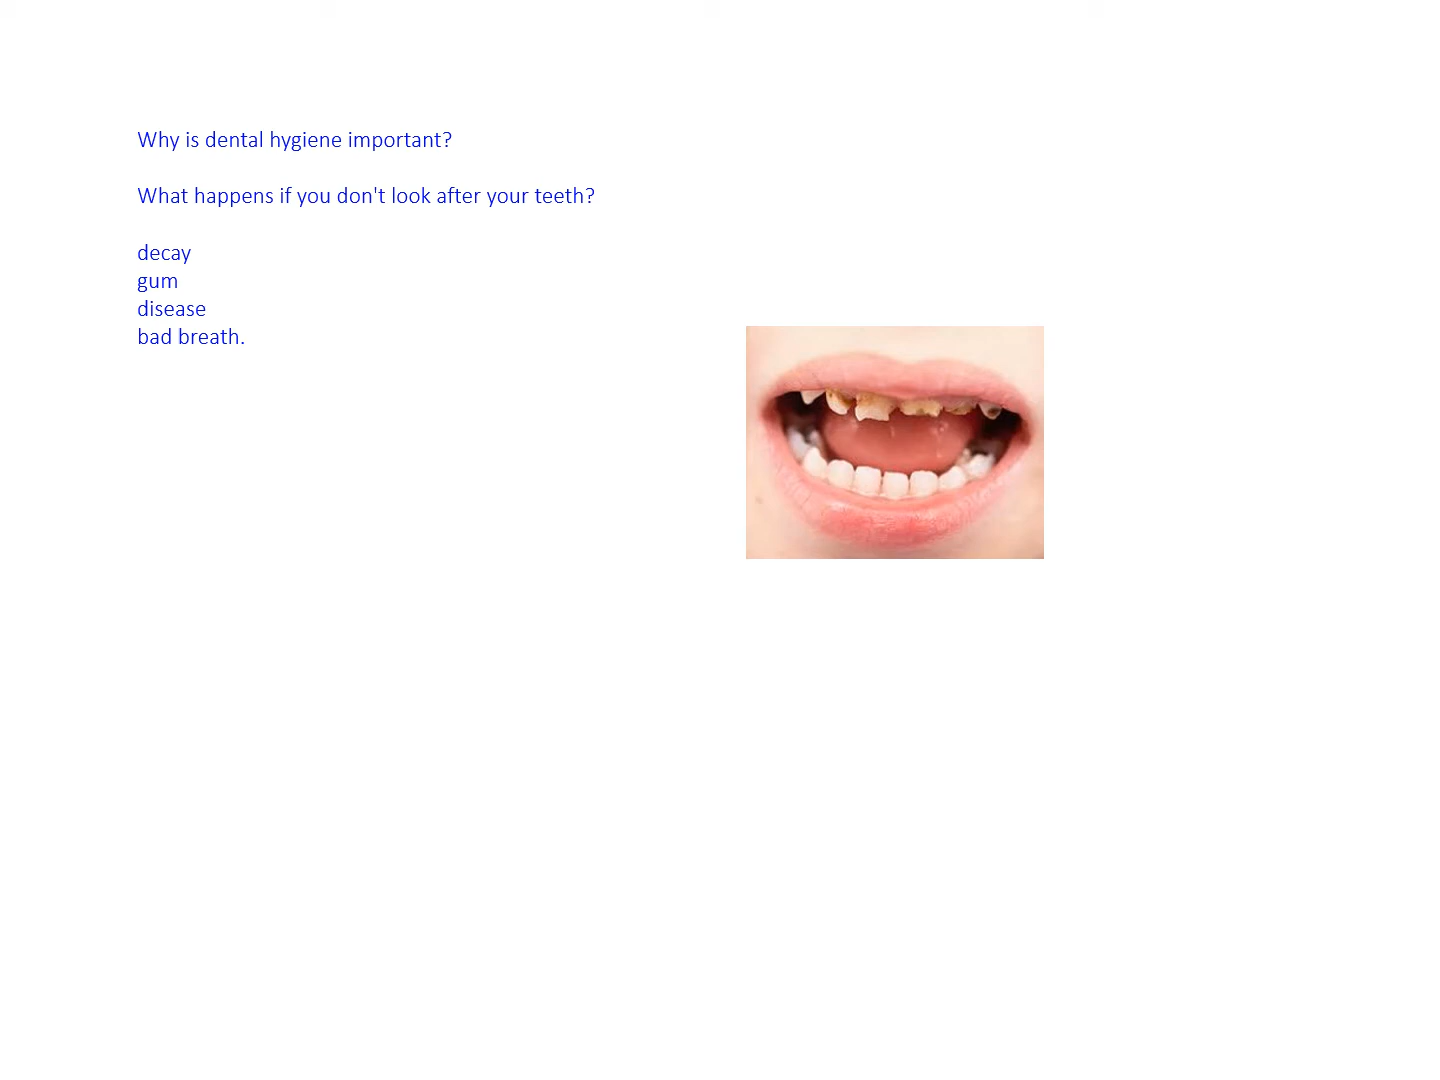 Why is dental hygiene important?
What happens if you don't look after your teeth?
decay
gum
disease
bad breath.